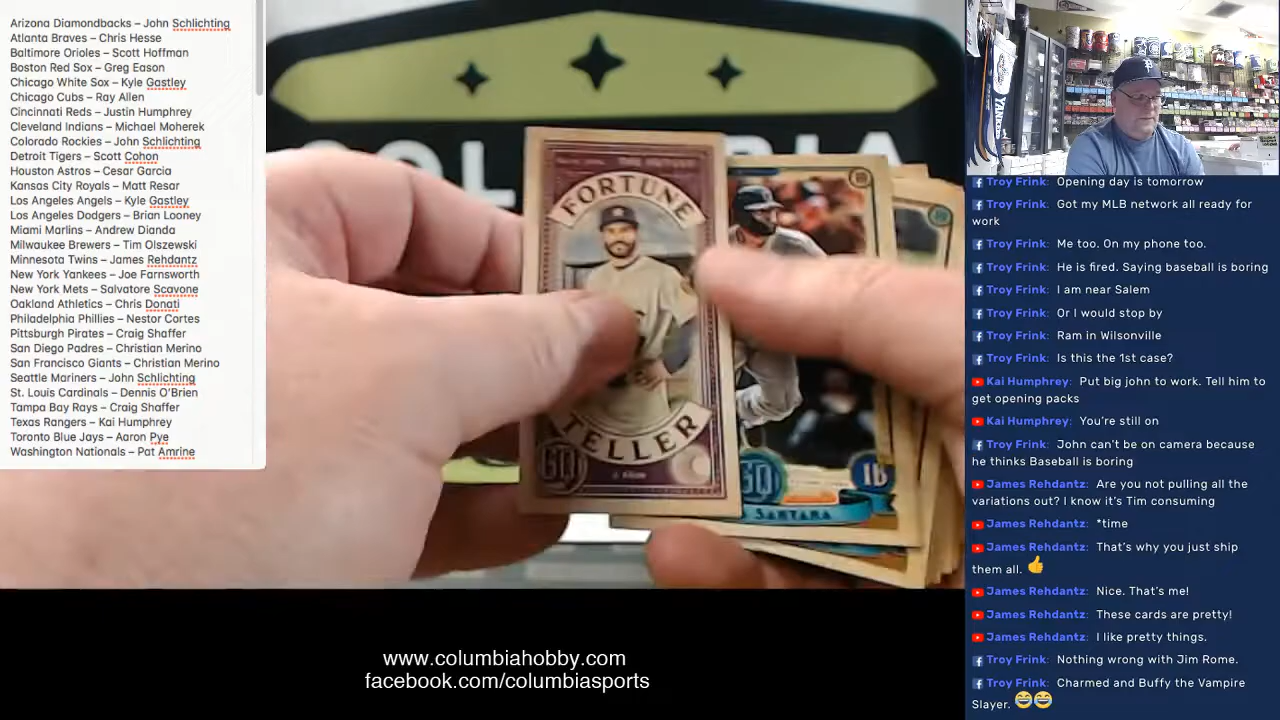 Arizona Diamondbacks – John Schlichting
Atlanta Braves – Chris Hesse
Baltimore Orioles – Scott Hoffman
Boston Red Sox – Greg Eason
Chicago White Sox – Kyle Gastley
Chicago Cubs – Ray Allen
Cincinnati Reds – Justin Humphrey
Cleveland Indians – Michael Moherek
Colorado Rockies – John Schlichting
Detroit Tigers – Scott Cohon
Houston Astros – Cesar Garcia
Kansas City Royals – Matt Resar
Los Angeles Angels – Kyle Gastley
Los Angeles Dodgers – Brian Looney
Miami Marlins – Andrew Dianda
Milwaukee Brewers – Tim Olszewski
Minnesota Twins – James Rehdantz
New York Yankees – Joe Farnsworth
New York Mets – Salvatore Scavone
Oakland Athletics – Chris Donati
Philadelphia Phillies – Nestor Cortes
Pittsburgh Pirates – Craig Shaffer
San Diego Padres – Christian Merino
San Francisco Giants – Christian Merino
Seattle Mariners – John Schlichting
St. Louis Cardinals – Dennis O'Brien
Tampa Bay Rays – Craig Shaffer
Texas Rangers – Kai Humphrey
Toronto Blue Jays – Aaron Pye
Washington Nationals – Pat Amrine
FORTUNE
TELLER
GQ
GQ
1B
SANTANA
www.columbiahobby.com
facebook.com/columbiasports
Troy Frink: Opening day is tomorrow
Troy Frink: Got my MLB network all ready for
work
Troy Frink: Me too. On my phone too.
Troy Frink: He is fired. Saying baseball is boring
Troy Frink: I am near Salem
Troy Frink: Or I would stop by
Troy Frink: Ram in Wilsonville
Troy Frink: Is this the 1st case?
Kai Humphrey: Put big john to work. Tell him to
get opening packs
Kai Humphrey: You're still on
Troy Frink: John can't be on camera because
he thinks Baseball is boring
James Rehdantz: Are you not pulling all the
variations out? I know it's Tim consuming
James Rehdantz: *time
James Rehdantz: That's why you just ship
them all. 👍
James Rehdantz: Nice. That's me!
James Rehdantz: These cards are pretty!
James Rehdantz: I like pretty things.
Troy Frink: Nothing wrong with Jim Rome.
Troy Frink: Charmed and Buffy the Vampire
Slayer. 😂😂